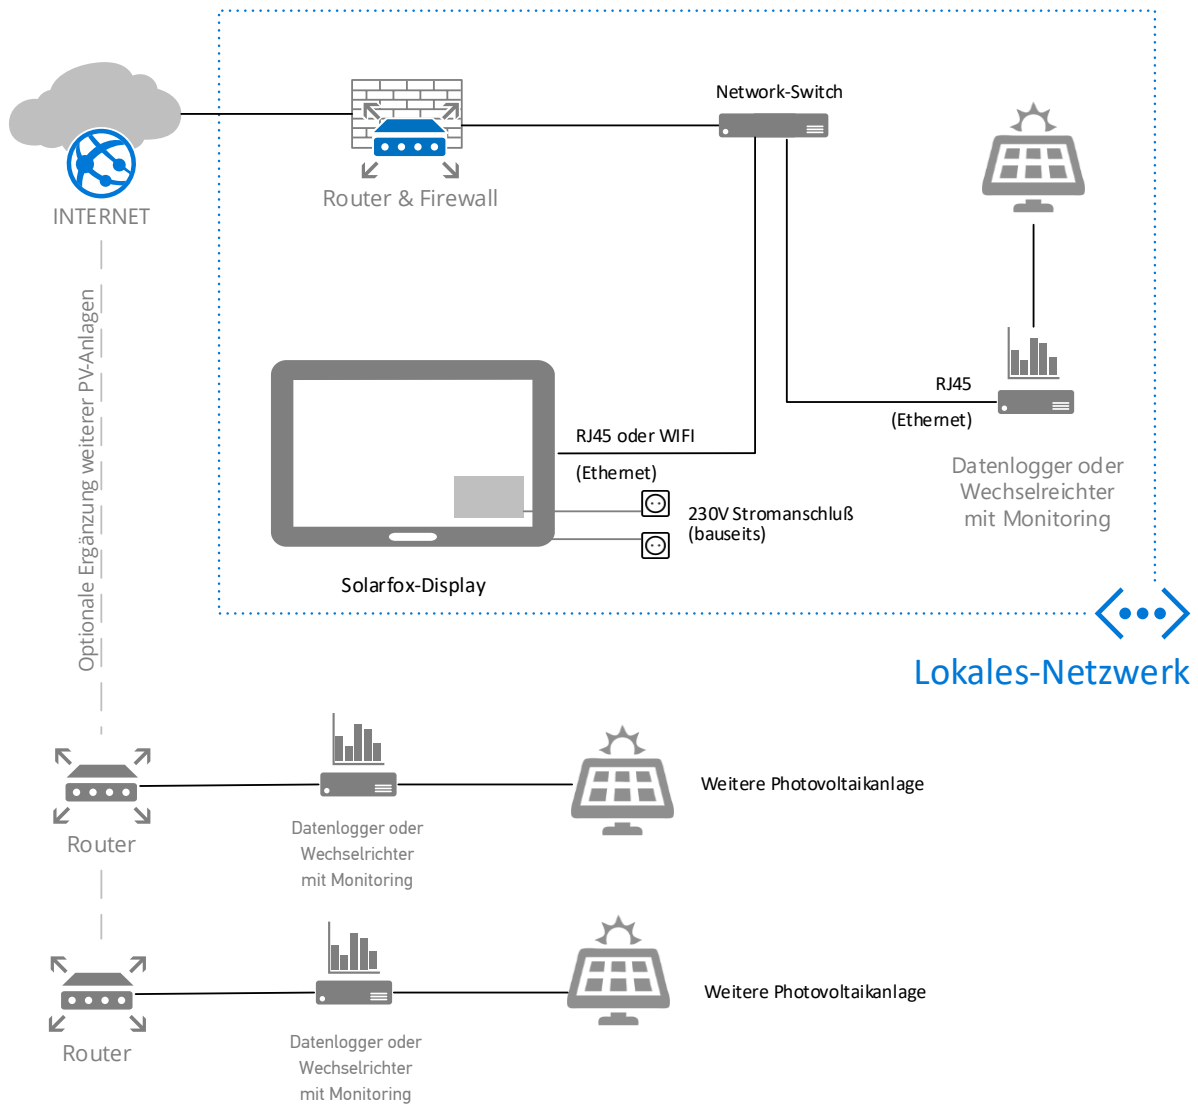 Network-Switch
Router & Firewall
INTERNET
Optionale Ergänzung weiterer PV-Anlagen
RJ45
(Ethernet)
RJ45 oder WIFI
(Ethernet)
Datenlogger oder
Wechselreichter
mit Monitoring
230V Stromanschluß
(bauseits)
Solarfox-Display
Lokales-Netzwerk
Weitere Photovoltaikanlage
Router
Datenlogger oder
Wechselrichter
mit Monitoring
Weitere Photovoltaikanlage
Router
Datenlogger oder
Wechselrichter
mit Monitoring